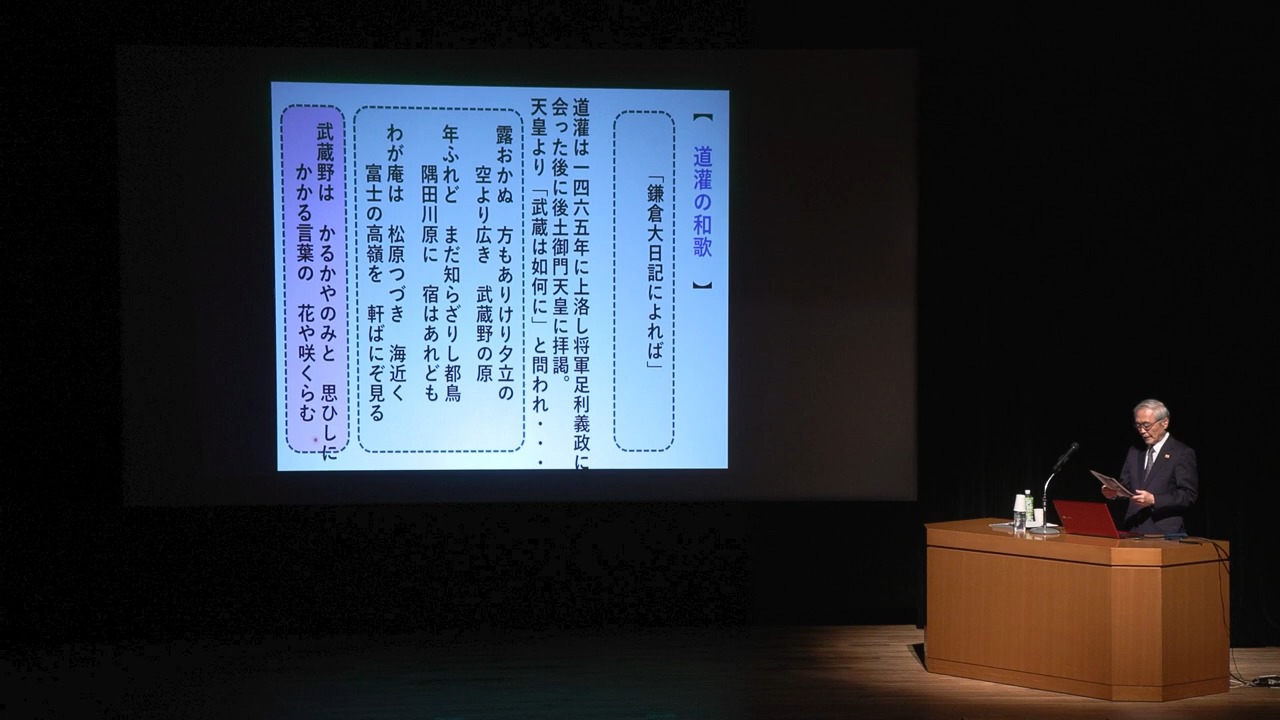 【 道灌の和歌 】
「鎌倉大日記によれば」
道灌は一四六五年に上洛し将軍足利義政に
会った後に後土御門天皇に拝謁。
天皇より「武蔵は如何に」と問われ・・・
露おかぬ 方もありけり夕立の
空より広き 武蔵野の原
年ふれど まだ知らざりし都鳥
隅田川原に 宿はあれども
わが庵は 松原つづき 海近く
富士の高嶺を 軒ばにぞ見る
武蔵野は かるかやのみと 思ひしに
かかる言葉の 花や咲くらむ